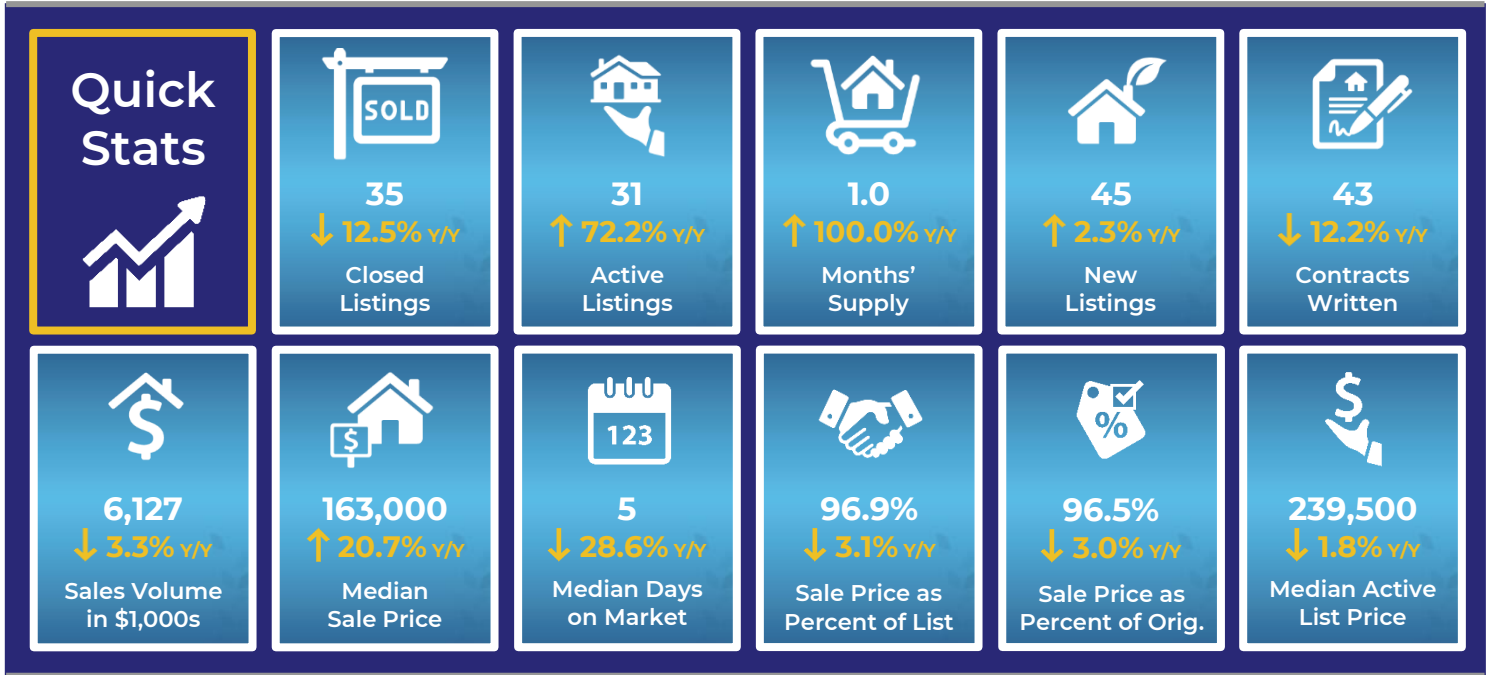 Quick
Stats
SOLD
35
↓ 12.5% Y/Y
Closed
Listings
31
↑ 72.2% Y/Y
Active
Listings
1.0
↑ 100.0% Y/Y
Months’
Supply
45
↑ 2.3% Y/Y
New
Listings
43
↓ 12.2% Y/Y
Contracts
Written
$
6,127
↓ 3.3% Y/Y
Sales Volume
in $1,000s
$
163,000
↑ 20.7% Y/Y
Median
Sale Price
123
5
↓ 28.6% Y/Y
Median Days
on Market
96.9%
↓ 3.1% Y/Y
Sale Price as
Percent of List
%
96.5%
↓ 3.0% Y/Y
Sale Price as
Percent of Orig.
$
239,500
↓ 1.8% Y/Y
Median Active
List Price